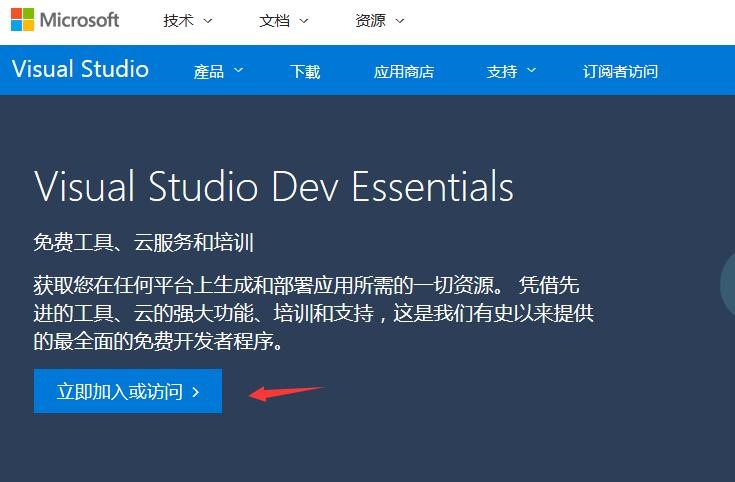 Microsoft 技术 文档 资源
Visual Studio 產品 下載 应用商店 支持 订阅者访问
Visual Studio Dev Essentials
免费工具、云服务和培训
获取您在任何平台上生成和部署应用所需的一切资源。 凭借先
进的工具、云的强大功能、培训和支持，这是我们有史以来提供
的最全面的免费开发者程序。
立即加入或访问 >